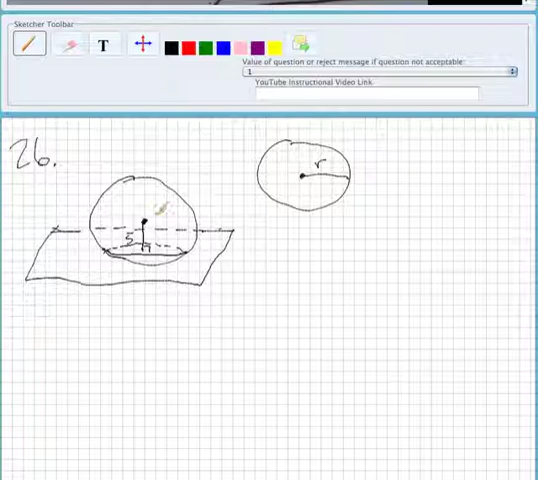 Sketcher Toolbar
T
Value of question or reject message if question not acceptable:
1
YouTube Instructional Video Link
26.
r
5